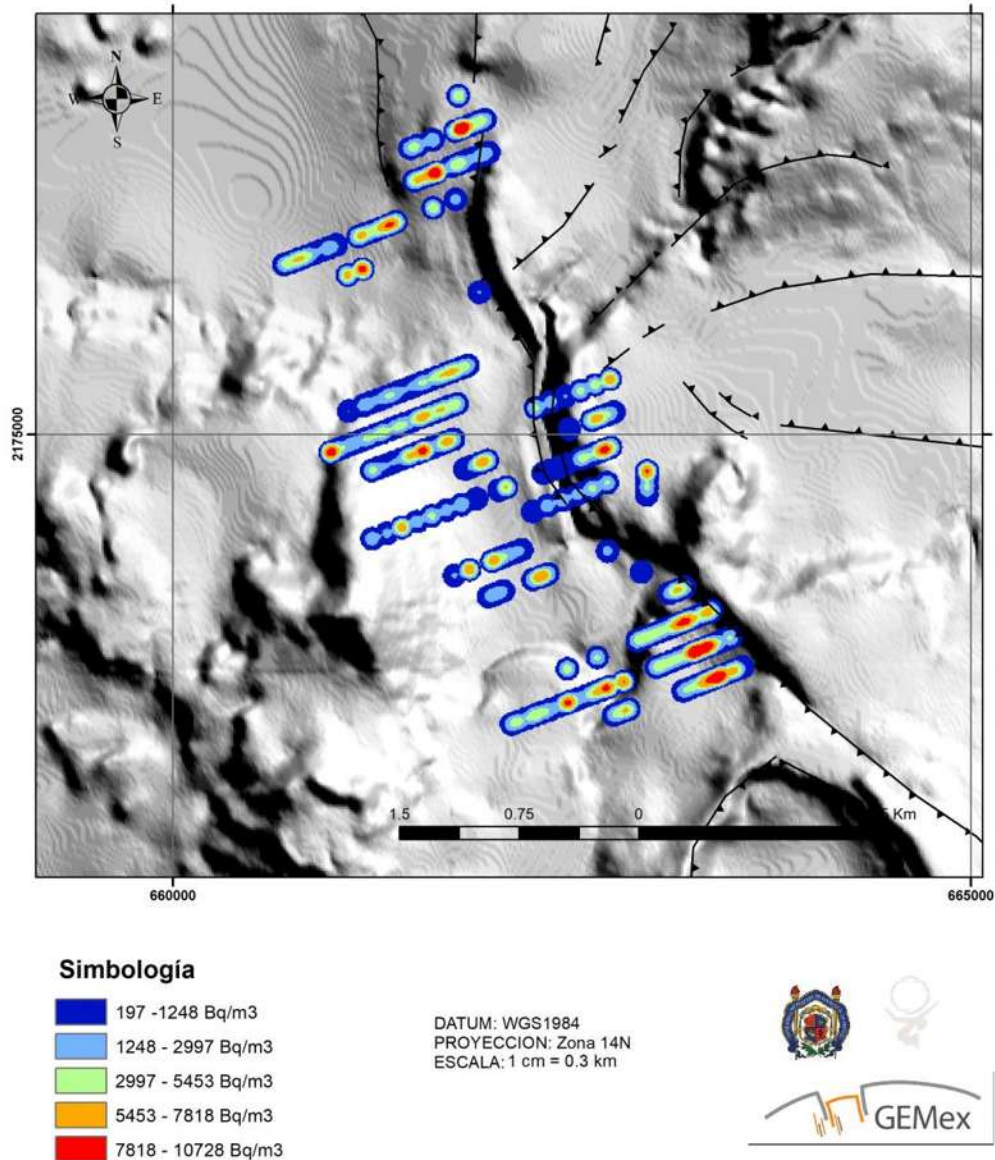 N
W E
S
2175000
1.5 0.75 0 Km
660000 665000
Simbología
197 -1248 Bq/m3
1248 - 2997 Bq/m3
2997 - 5453 Bq/m3
5453 - 7818 Bq/m3
7818 - 10728 Bq/m3
DATUM: WGS1984
PROYECCION: Zona 14N
ESCALA: 1 cm = 0.3 km
GEMex